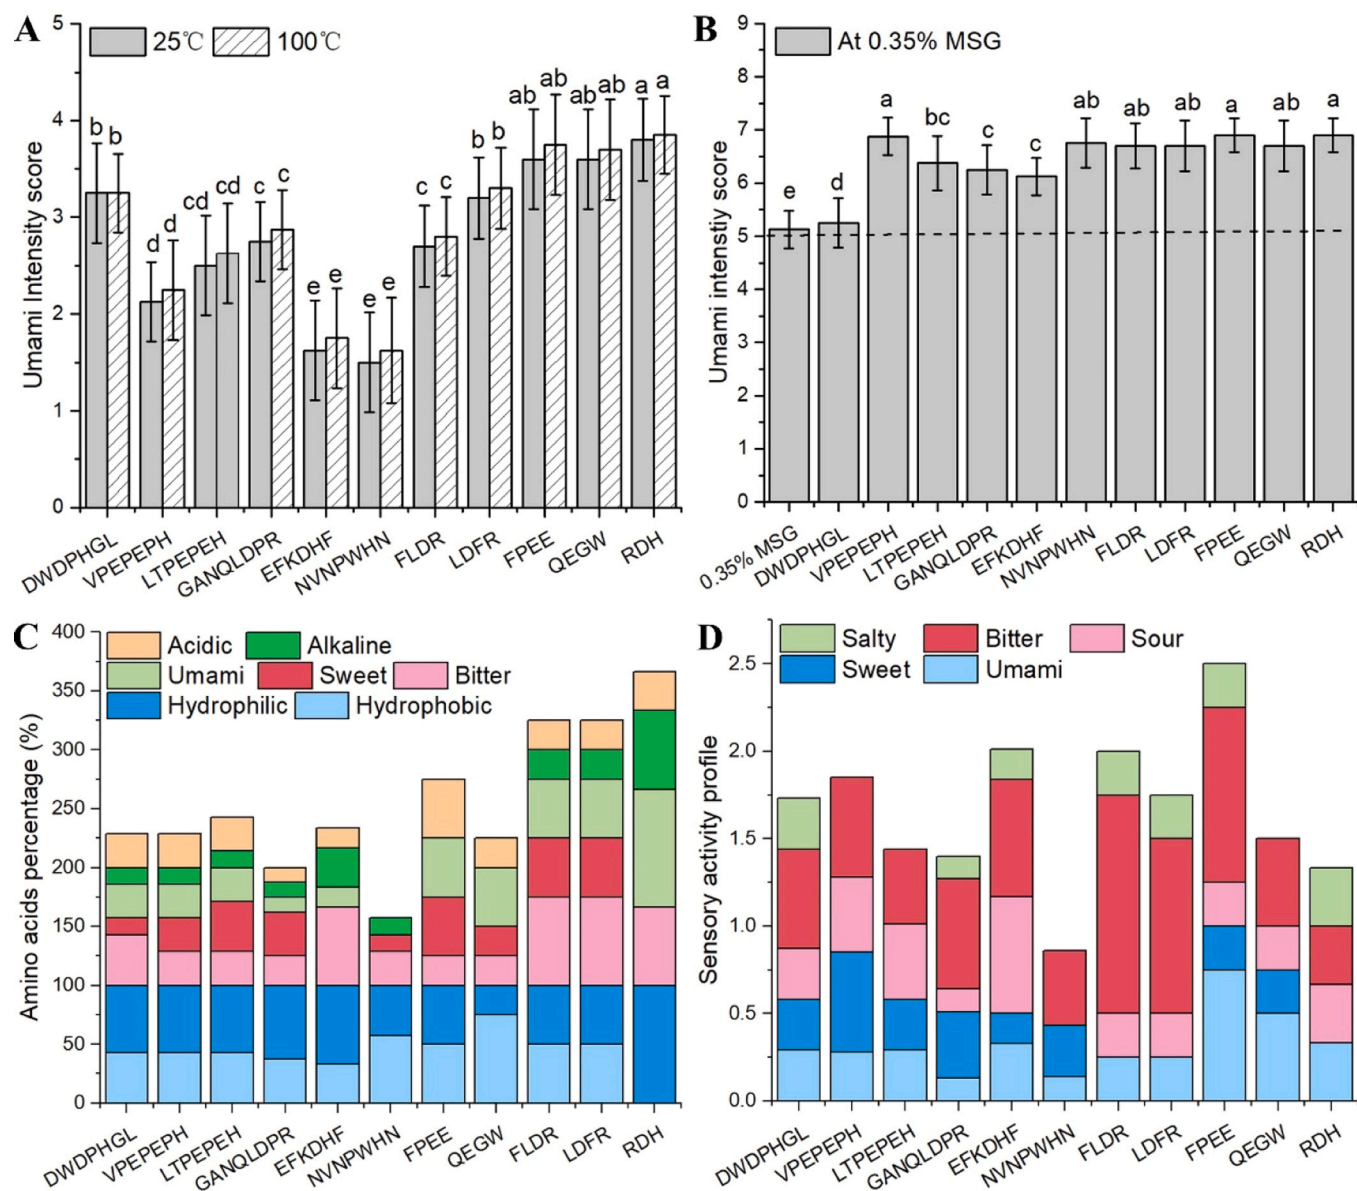 A
25℃ 100℃
Umami Intensity score
5
4
3
2
1
0
b b d d cd cd c c e e e e c c b b ab ab ab ab a a
DWDPHGL VPEPEPH LTPEPEH GANQLDPR EFKDHF NVNPWHN FLDR LDFR FPEE QEGW RDH
B
At 0.35% MSG
Umami intenstiy score
9
8
7
6
5
4
3
2
1
0
e d a bc c c ab ab ab a ab a
0.35% MSG DWDPHGL VPEPEPH LTPEPEH GANQLDPR EFKDHF NVNPWHN FLDR LDFR FPEE QEGW RDH
C
Acidic Alkaline
Umami Sweet Bitter
Hydrophilic Hydrophobic
Amino acids percentage (%)
400
350
300
250
200
150
100
50
0
DWDPHGL VPEPEPH LTPEPEH GANQLDPR EFKDHF NVNPWHN FPEE QEGW FLDR LDFR RDH
D
Salty Bitter Sour
Sweet Umami
Sensory activity profile
2.5
2.0
1.5
1.0
0.5
0.0
DWDPHGL VPEPEPH LTPEPEH GANQLDPR EFKDHF NVNPWHN FLDR LDFR FPEE QEGW RDH